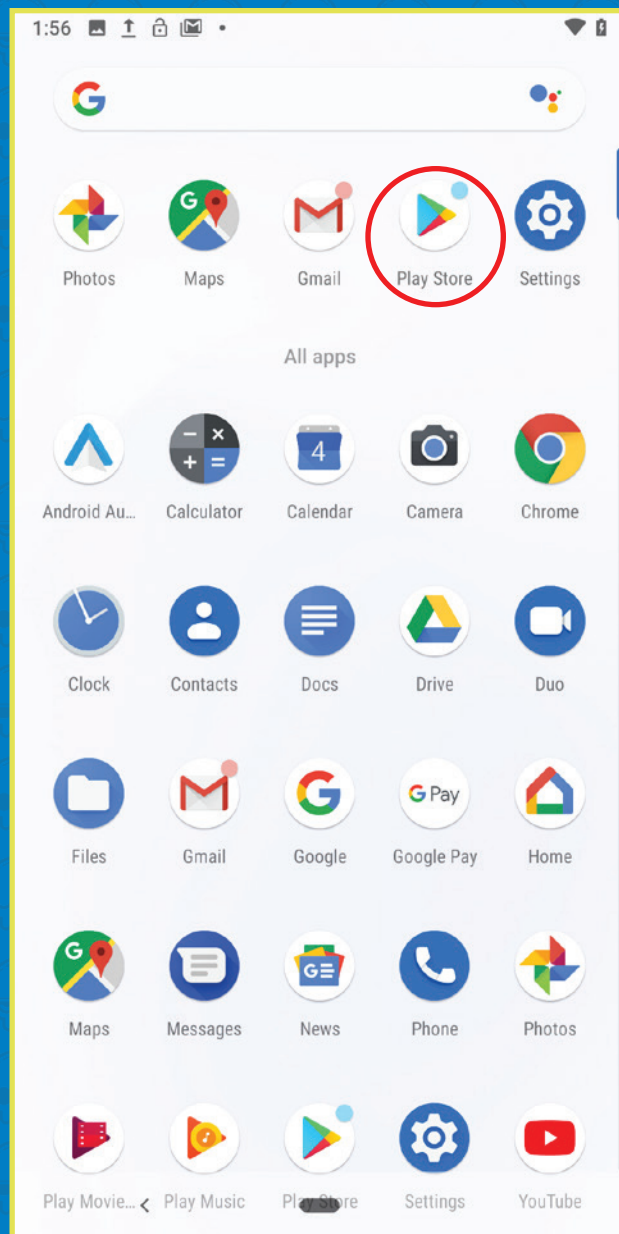 1:56
G
Photos Maps Gmail Play Store Settings
All apps
4
Android Au... Calculator Calendar Camera Chrome
Clock Contacts Docs Drive Duo
G Pay
Files Gmail Google Google Pay Home
Maps Messages News Phone Photos
Play Movie... Play Music Play Store Settings YouTube